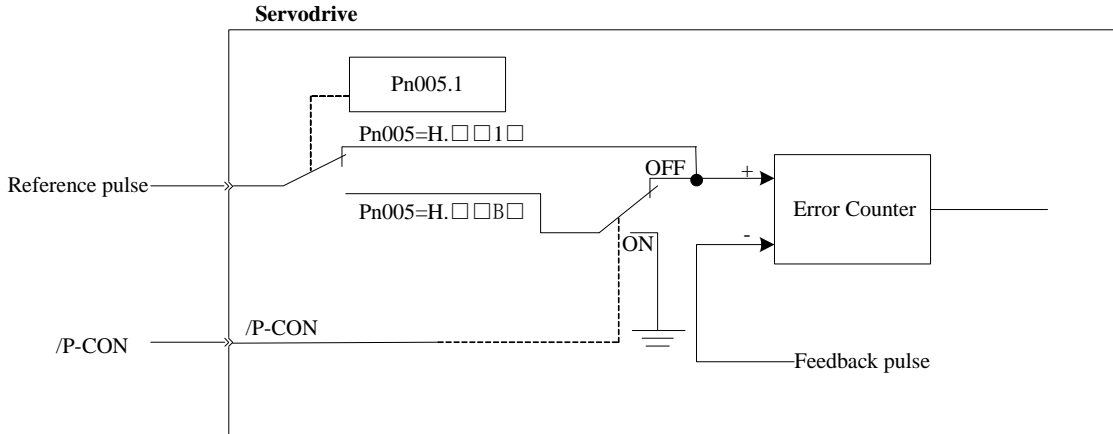 Servodrive
Pn005.1
Pn005=H.□□1□
Reference pulse
OFF
+
Pn005=H.□□B□
Error Counter
ON
-
/P-CON
/P-CON
Feedback pulse